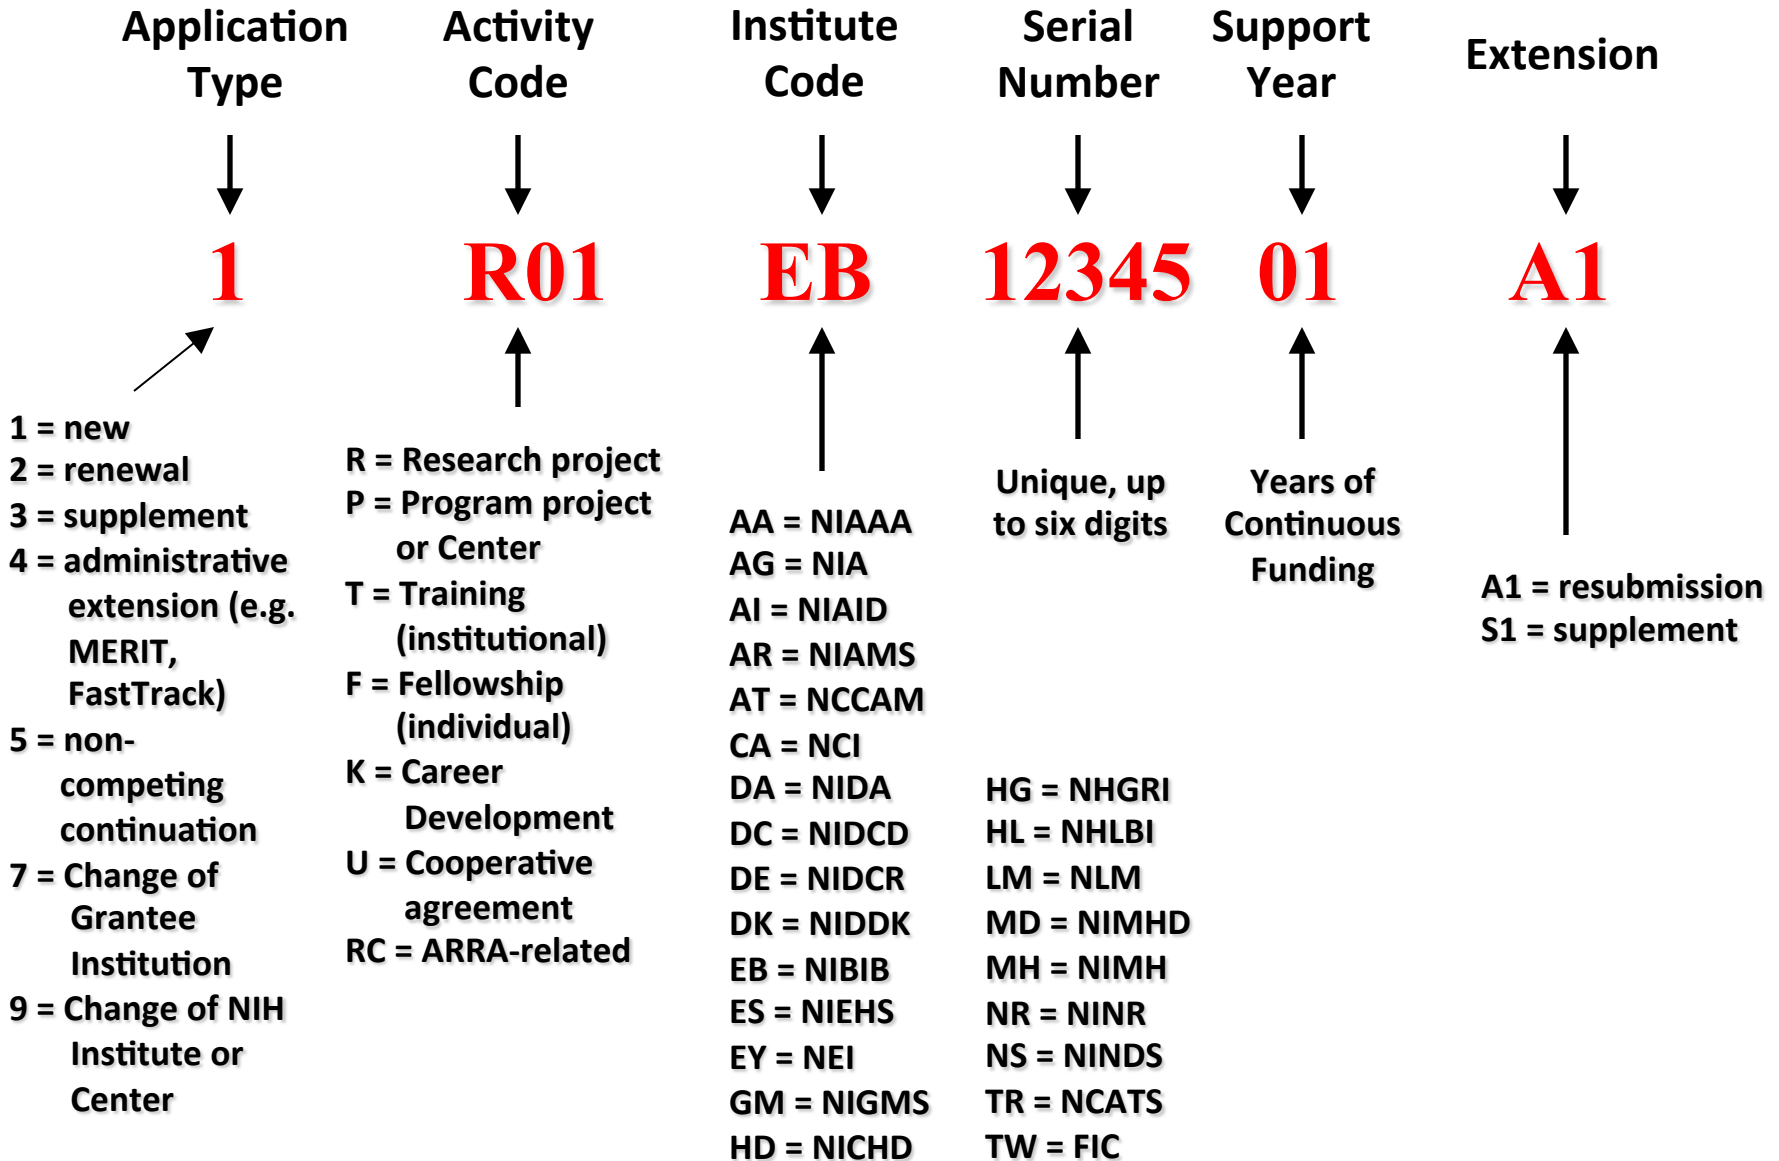 Application
Type
Activity
Code
Institute
Code
Serial
Number
Support
Year
Extension
1
R01
EB
12345
01
A1
1 = new
2 = renewal
3 = supplement
4 = administrative
extension (e.g.
MERIT,
FastTrack)
5 = non-
competing
continuation
7 = Change of
Grantee
Institution
9 = Change of NIH
Institute or
Center
R = Research project
P = Program project
or Center
T = Training
(institutional)
F = Fellowship
(individual)
K = Career
Development
U = Cooperative
agreement
RC = ARRA-related
AA = NIAAA
AG = NIA
AI = NIAID
AR = NIAMS
AT = NCCAM
CA = NCI
DA = NIDA
DC = NIDCD
DE = NIDCR
DK = NIDDK
EB = NIBIB
ES = NIEHS
EY = NEI
GM = NIGMS
HD = NICHD
Unique, up
to six digits
HG = NHGRI
HL = NHLBI
LM = NLM
MD = NIMHD
MH = NIMH
NR = NINR
NS = NINDS
TR = NCATS
TW = FIC
Years of
Continuous
Funding
A1 = resubmission
S1 = supplement